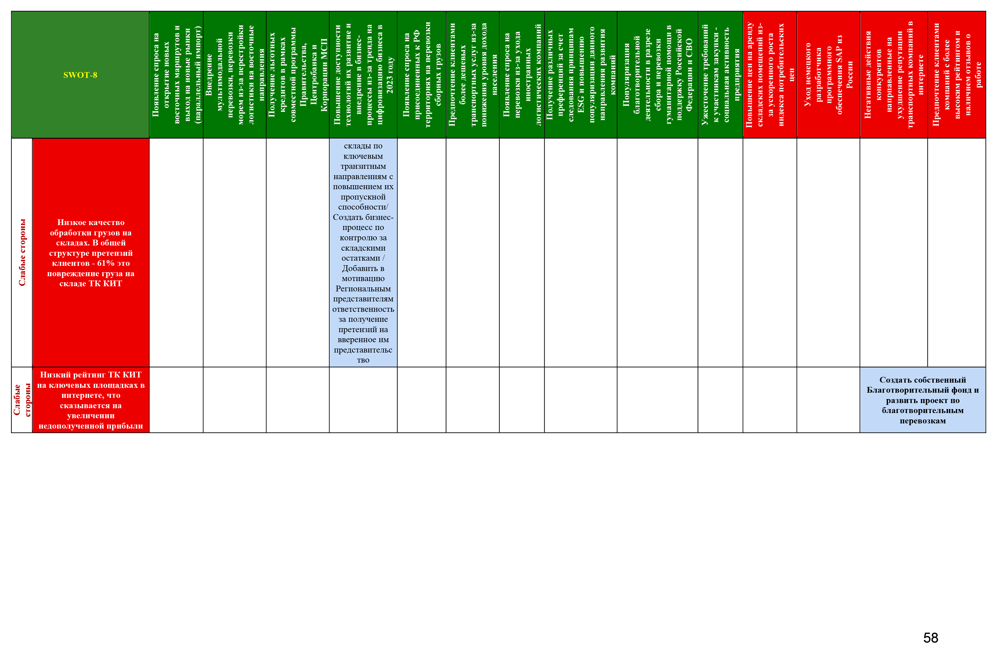 SWOT-8
Появление спроса на
открытие новых
восточных маршрутов и
выход на новые рынки
(параллельный импорт)
Внедрение
мультимодальной
перевозки, перевозки
морем из-за перестройки
логистики на восточные
направления
Получение льготных
кредитов в рамках
совместной программы
Правительства,
Центробанка и
Корпорации МСП
Повышение доступности
технологий их развитие и
внедрение в бизнес-
процессы из-за тренда на
цифровизацию бизнеса в
2023 году
Появление спроса на
присоединенных к РФ
территориях на перевозки
сборных грузов
Предпочтение клиентами
более дешевых
транспортных услуг из-за
понижения уровня дохода
населения
Появление спроса на
перевозки из-за ухода
иностранных
логистических компаний
Получение различных
преференций за счет
следования принципам
ESG и повышению
популяризации данного
направления развития
компаний
Популяризация
благотворительной
деятельности в разрезе
сбора и перевозки
гуманитарной помощи в
поддержку Российской
Федерации и СВО
Ужесточение требований
к участникам закупки -
социальная активность
предприятия
Повышение цен на аренду
складских помещений из-
за ускоренного роста
индекса потребительских
цен
Уход немецкого
разработчика
программного
обеспечения SAP из
России
Негативные действия
конкурентов
напрпавленные на
ухудшение репутации
транспортных компаний в
интернете
Предпочтение клиентами
компаний с более
высоким рейтингом и
наличием отзывов о
работе
Слабые стороны
Низкое качество
обработки грузов на
складах. В общей
структуре претензий
клиентов - 61% это
повреждение груза на
складе ТК КИТ
склады по
ключевым
транзитным
направлениям с
повышением их
пропускной
способности/
Создать бизнес-
процесс по
контролю за
складскими
остатками /
Добавить в
мотивацию
Региональным
представителям
ответственность
за получение
претензий на
вверенное им
представительс
тво
Слабые
стороны
Низкий рейтинг ТК КИТ
на ключевых площадках в
интернете, что
сказывается на
увеличении
недополученной прибыли
Создать собственный
Благотворительный фонд и
развить проект по
благотворительным
перевозкам
58